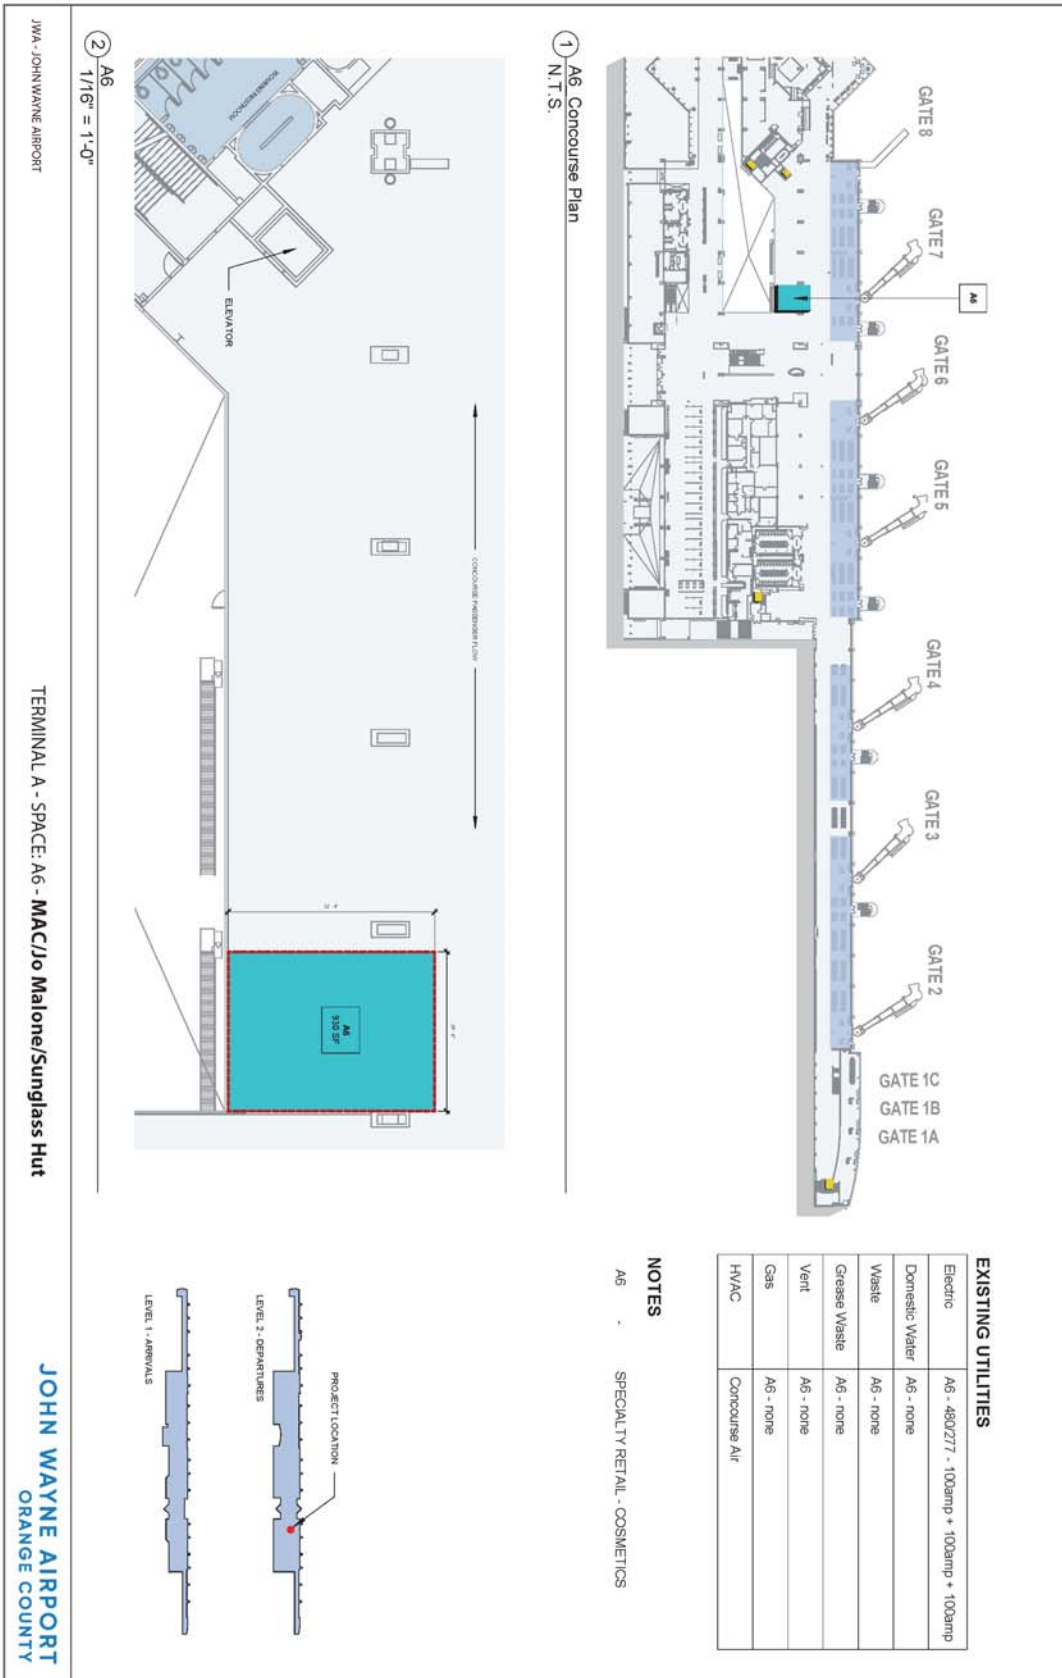 GATE 8
GATE 7
GATE 6
GATE 5
GATE 4
GATE 3
GATE 2
GATE 1C
GATE 1B
GATE 1A
A6
1
A6 Concourse Plan
N.T.S.
EXISTING UTILITIES
Electric A6 - 480/277 - 100amp + 100amp + 100amp
Domestic Water A6 - none
Waste A6 - none
Grease Waste A6 - none
Vent A6 - none
Gas A6 - none
HVAC Concourse Air
NOTES
A6 - SPECIALTY RETAIL - COSMETICS
CONCOURSE PASSENGER FLOW
ELEVATOR
A6
930 SF
2
A6
1/16" = 1'-0"
PROJECT LOCATION
LEVEL 2 - DEPARTURES
LEVEL 1 - ARRIVALS
JWA - JOHN WAYNE AIRPORT
TERMINAL A - SPACE: A6 - MAC/Jo Malone/Sunglass Hut
JOHN WAYNE AIRPORT
ORANGE COUNTY